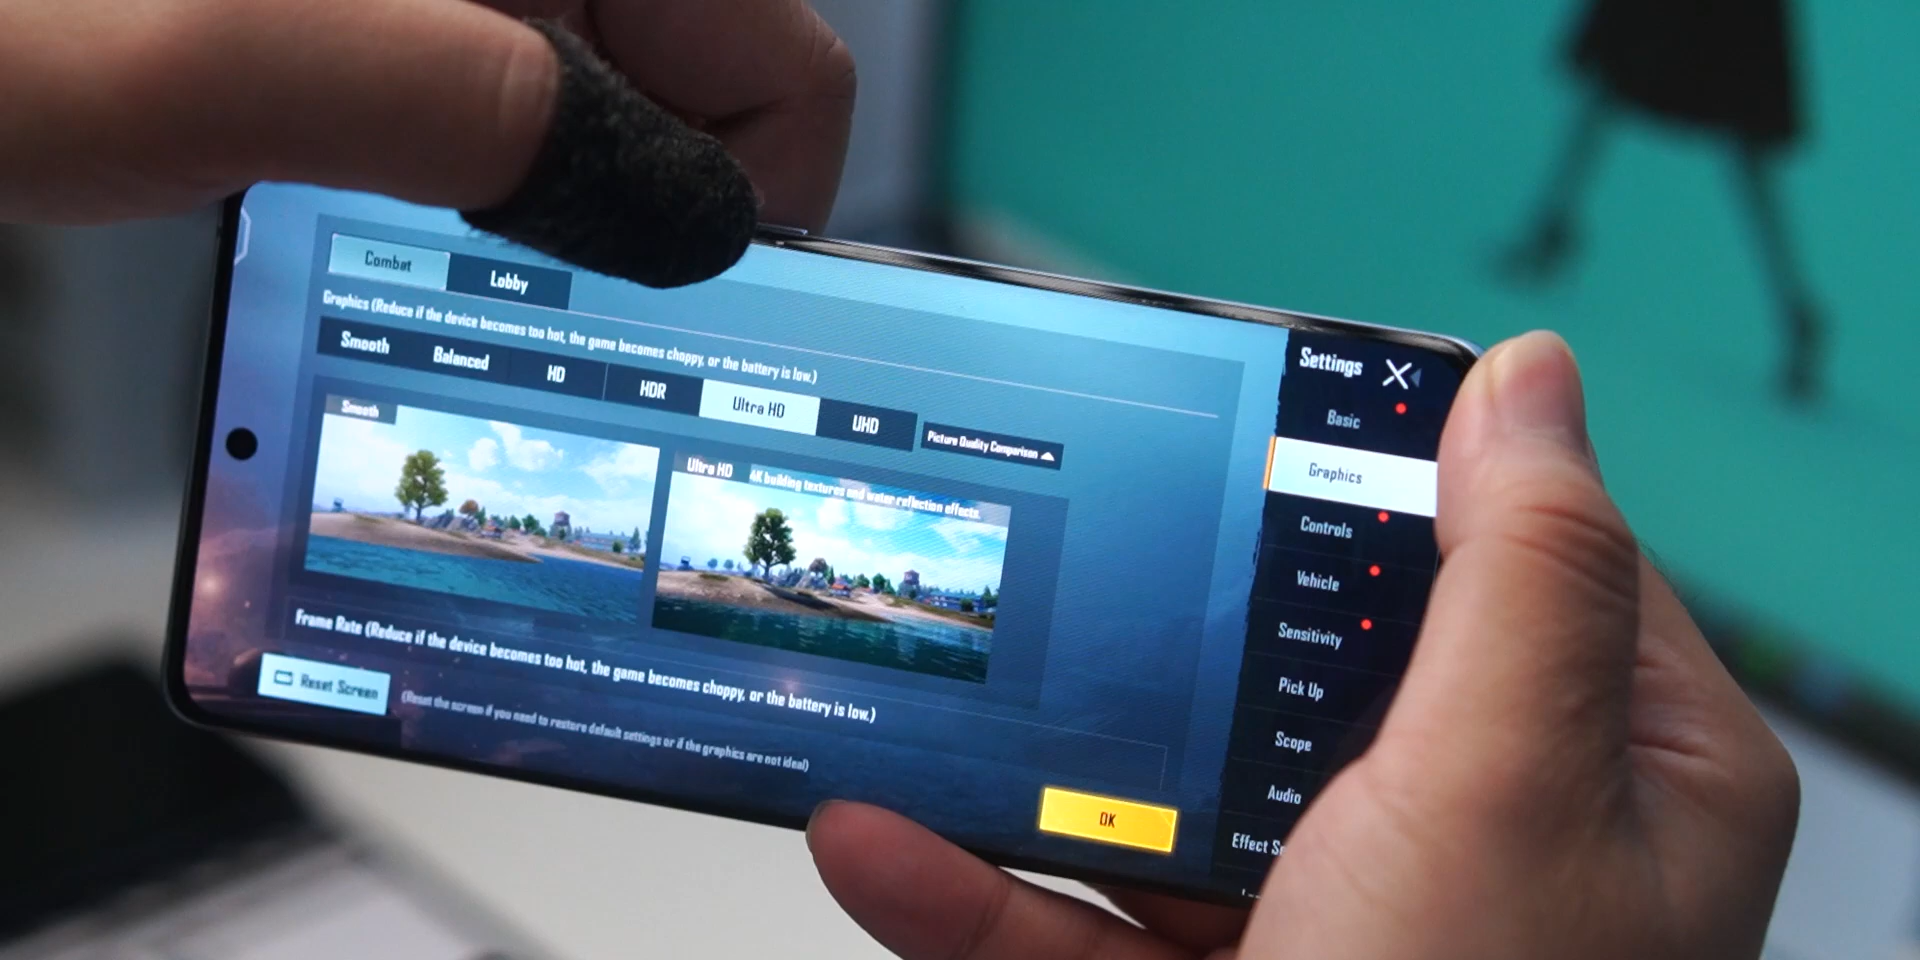 Combat
Lobby
Graphics (Reduce if the device becomes too hot, the game becomes choppy, or the battery is low.)
Smooth
Balanced
HD
HDR
Ultra HD
UHD
Picture Quality Comparison
Smooth
Ultra HD
4K building textures and water reflection effects.
Frame Rate (Reduce if the device becomes too hot, the game becomes choppy, or the battery is low.)
Reset Screen
(Reset the screen if you need to restore default settings or if the graphics are not ideal)
OK
Settings
Basic
Graphics
Controls
Vehicle
Sensitivity
Pick Up
Scope
Audio
Effect